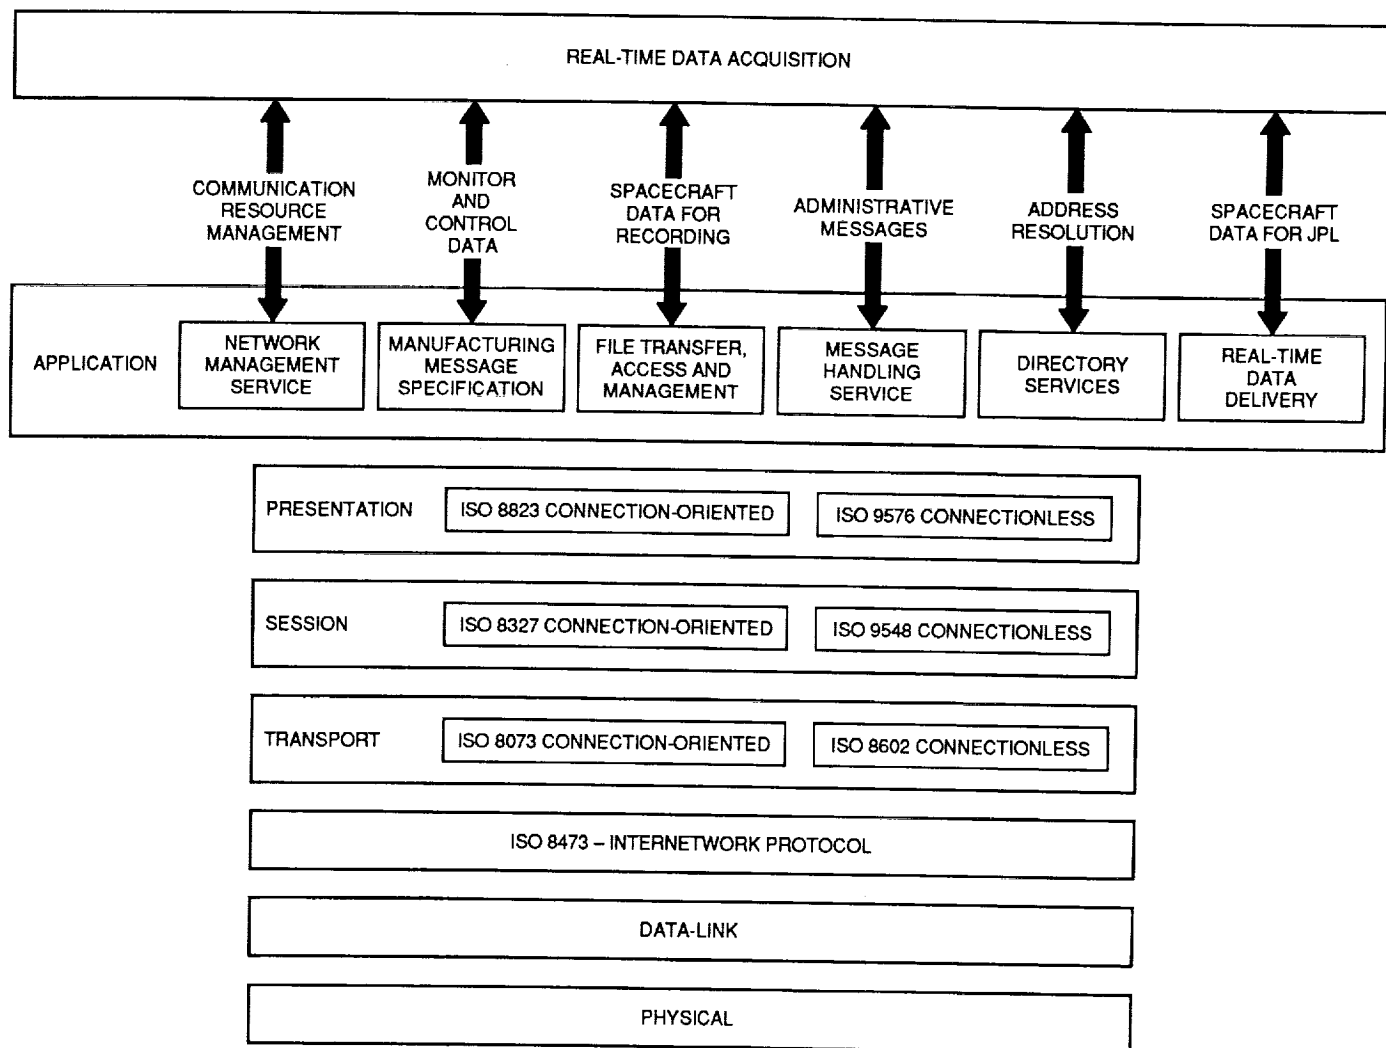 REAL-TIME DATA ACQUISITION
COMMUNICATION
RESOURCE
MANAGEMENT
MONITOR
AND
CONTROL
DATA
SPACECRAFT
DATA FOR
RECORDING
ADMINISTRATIVE
MESSAGES
ADDRESS
RESOLUTION
SPACECRAFT
DATA FOR JPL
APPLICATION
NETWORK
MANAGEMENT
SERVICE
MANUFACTURING
MESSAGE
SPECIFICATION
FILE TRANSFER,
ACCESS AND
MANAGEMENT
MESSAGE
HANDLING
SERVICE
DIRECTORY
SERVICES
REAL-TIME
DATA
DELIVERY
PRESENTATION
ISO 8823 CONNECTION-ORIENTED
ISO 9576 CONNECTIONLESS
SESSION
ISO 8327 CONNECTION-ORIENTED
ISO 9548 CONNECTIONLESS
TRANSPORT
ISO 8073 CONNECTION-ORIENTED
ISO 8602 CONNECTIONLESS
ISO 8473 – INTERNETWORK PROTOCOL
DATA-LINK
PHYSICAL